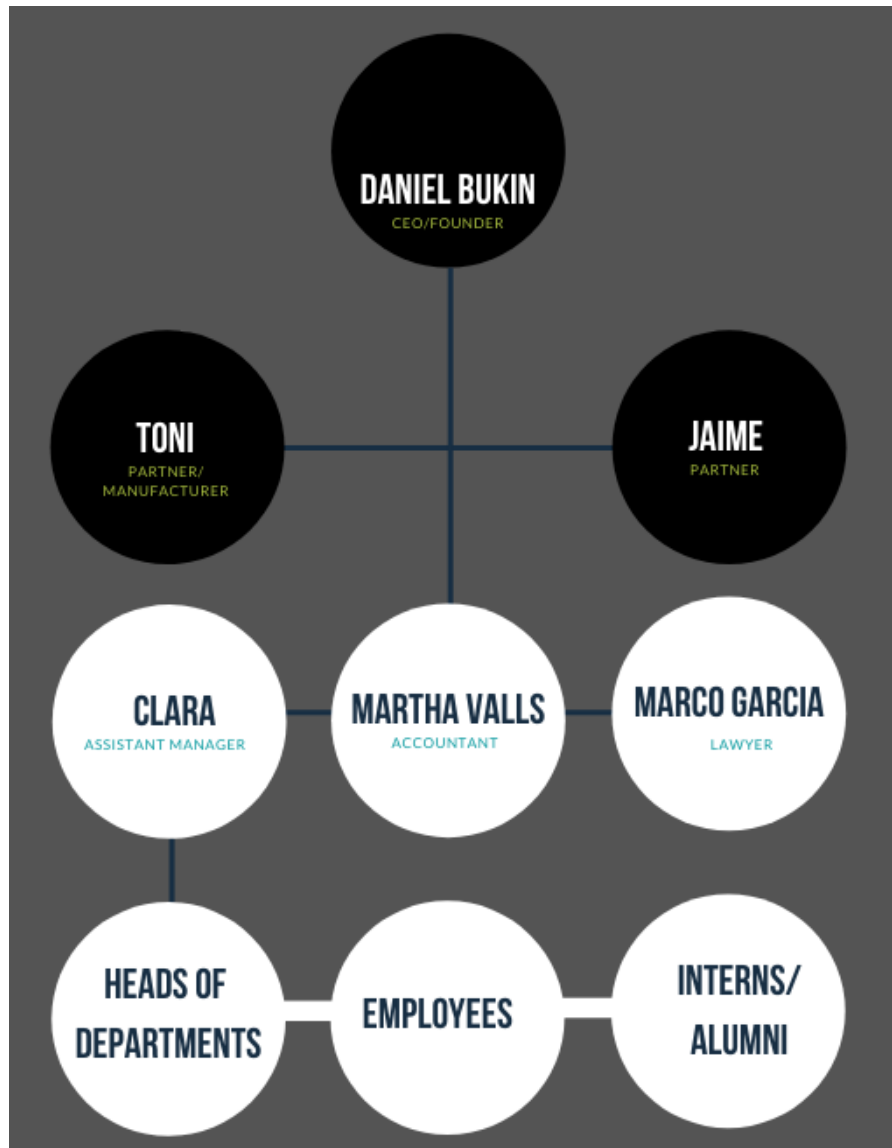 DANIEL BUKIN
CEO/FOUNDER
TONI
PARTNER/
MANUFACTURER
JAIME
PARTNER
CLARA
ASSISTANT MANAGER
MARTHA VALLS
ACCOUNTANT
MARCO GARCIA
LAWYER
HEADS OF
DEPARTMENTS
EMPLOYEES
INTERNS/
ALUMNI